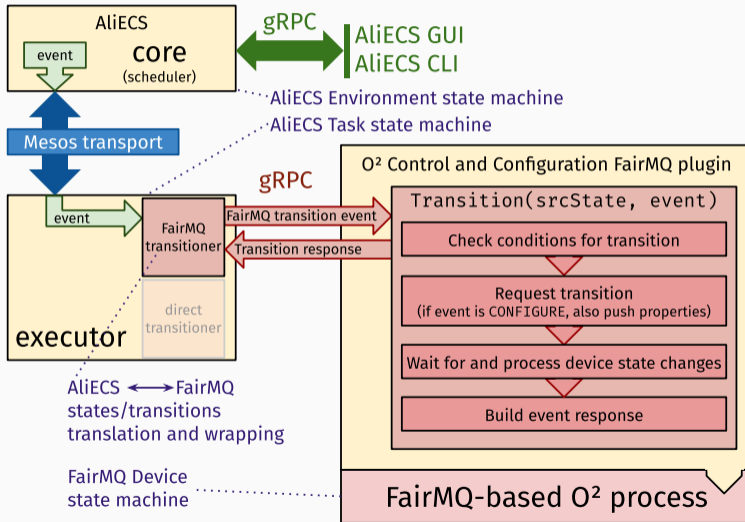 AliECS
core
(scheduler)
event
gRPC
AliECS GUI
AliECS CLI
AliECS Environment state machine
AliECS Task state machine
Mesos transport
O² Control and Configuration FairMQ plugin
gRPC
event
FairMQ
transitioner
FairMQ transition event
Transition response
direct
transitioner
executor
Transition(srcState, event)
Check conditions for transition
Request transition
(if event is CONFIGURE, also push properties)
Wait for and process device state changes
Build event response
AliECS FairMQ
states/transitions
translation and wrapping
FairMQ Device
state machine
FairMQ-based O² process